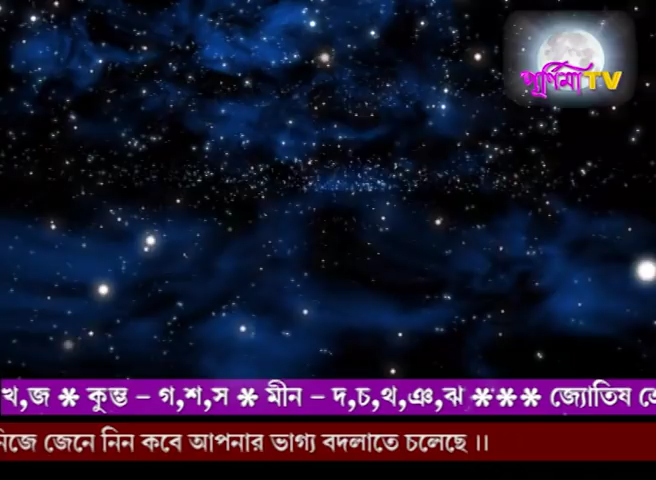 পূর্ণিমা TV
খ,জ * কুম্ভ – গ,শ,স * মীন – দ,চ,থ,ঞ,ঝ *** জ্যোতিষ
নিজে জেনে নিন কবে আপনার ভাগ্য বদলাতে চলেছে ।।